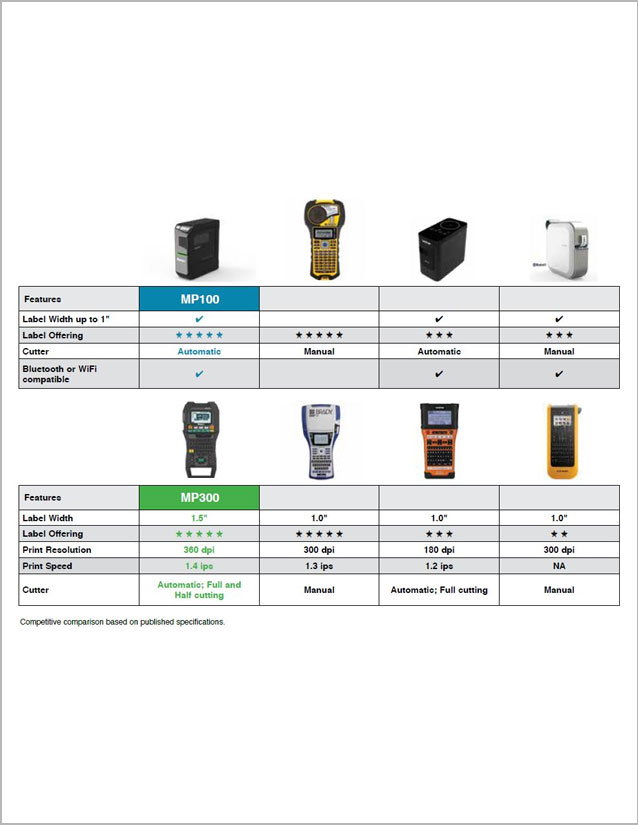 Features MP100
Label Width up to 1" ✔ ✔ ✔
Label Offering ★★★★★ ★★★★★ ★★★ ★★★
Cutter Automatic Manual Automatic Manual
Bluetooth or WiFi
compatible ✔ ✔ ✔
BRADY
Features MP300
Label Width 1.5" 1.0" 1.0" 1.0"
Label Offering ★★★★★ ★★★★★ ★★★ ★★
Print Resolution 360 dpi 300 dpi 180 dpi 300 dpi
Print Speed 1.4 ips 1.3 ips 1.2 ips NA
Cutter Automatic; Full and
Half cutting Manual Automatic; Full cutting Manual
Competitive comparison based on published specifications.